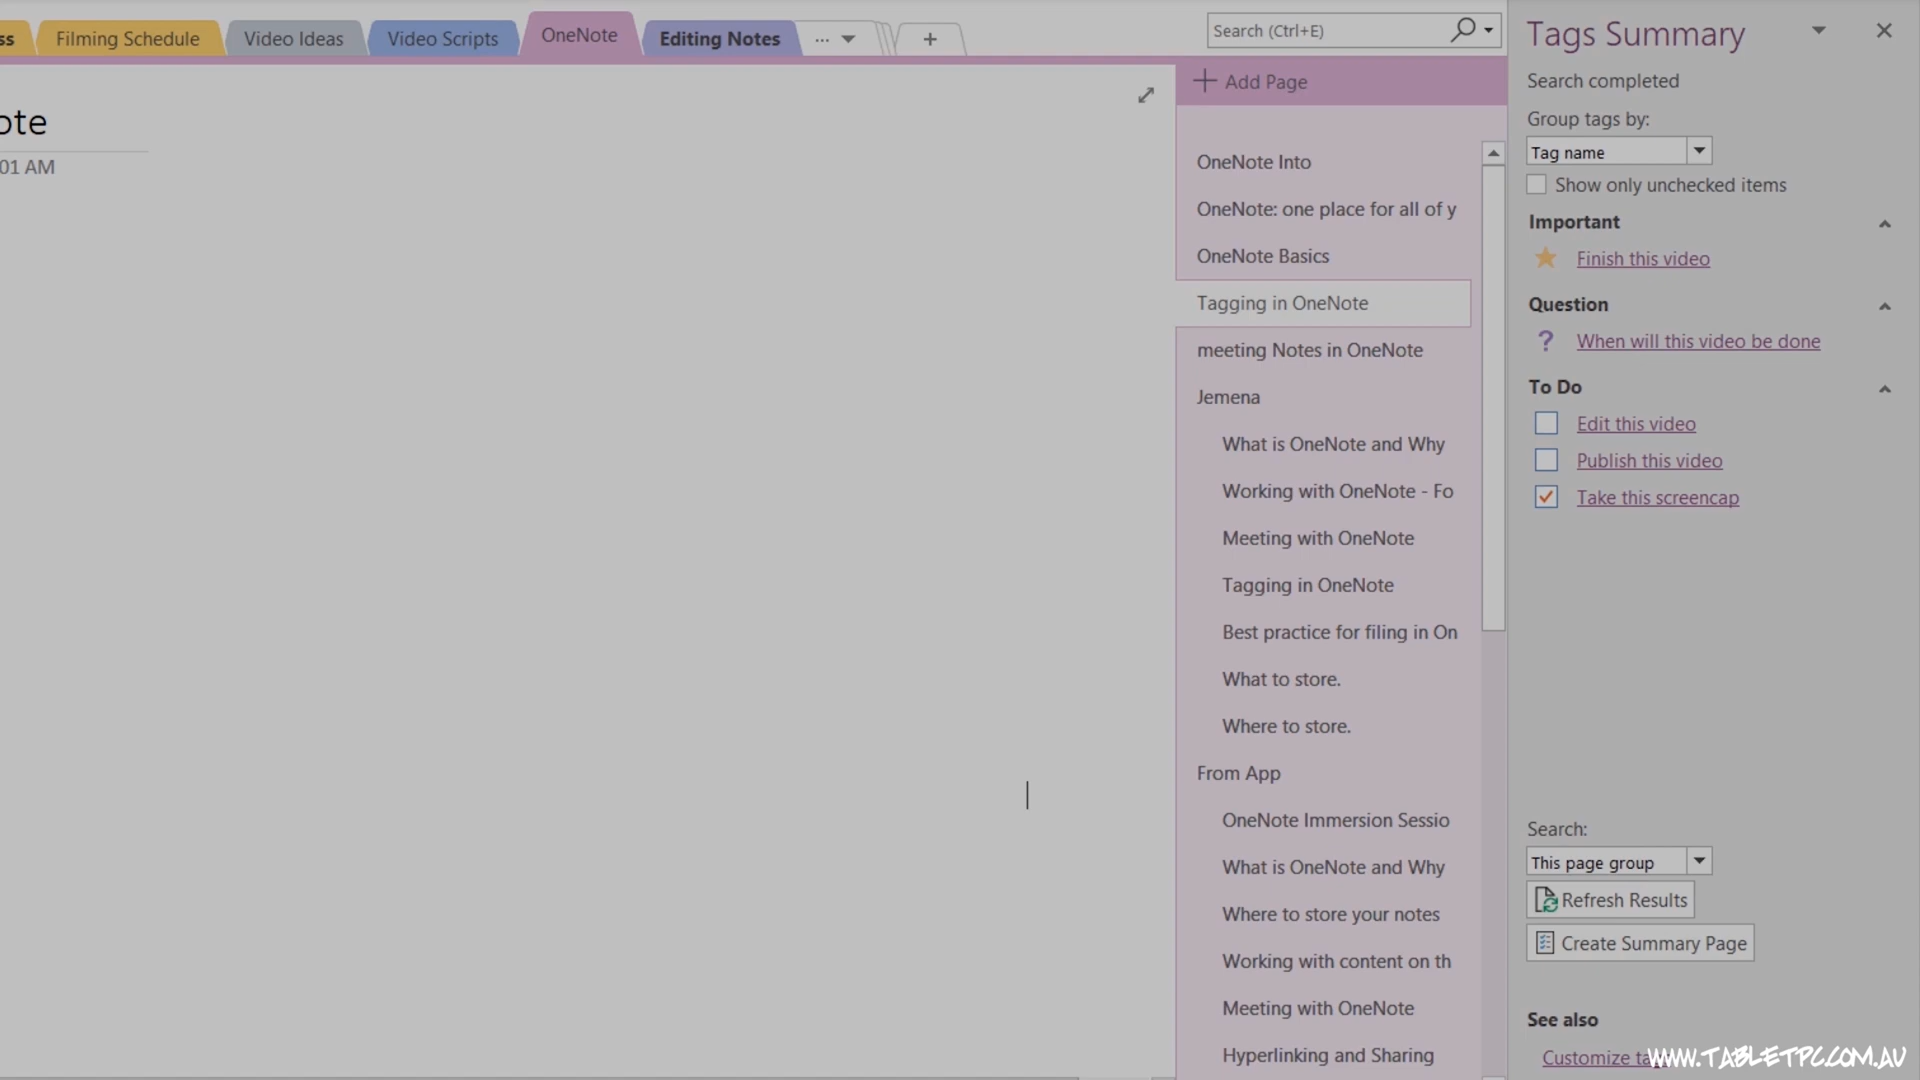 ss
Filming Schedule
Video Ideas
Video Scripts
OneNote
Editing Notes
...
+
Search (Ctrl+E)
ote
01 AM
Add Page
OneNote Into
OneNote: one place for all of y
OneNote Basics
Tagging in OneNote
meeting Notes in OneNote
Jemena
What is OneNote and Why
Working with OneNote - Fo
Meeting with OneNote
Tagging in OneNote
Best practice for filing in On
What to store.
Where to store.
From App
OneNote Immersion Sessio
What is OneNote and Why
Where to store your notes
Working with content on th
Meeting with OneNote
Hyperlinking and Sharing
Tags Summary
Search completed
Group tags by:
Tag name
Show only unchecked items
Important
Finish this video
Question
? When will this video be done
To Do
Edit this video
Publish this video
Take this screencap
Search:
This page group
Refresh Results
Create Summary Page
See also
Customize ta
WWW.TABLETPC.COM.AU